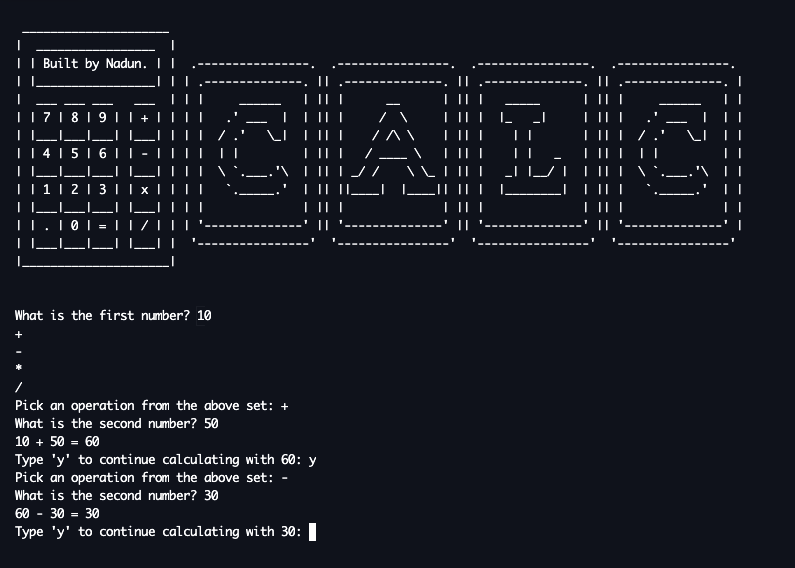 Built by Nadun.
CALC
7 8 9 +
4 5 6 -
1 2 3 x
. 0 = /
What is the first number? 10
+
-
*
/
Pick an operation from the above set: +
What is the second number? 50
10 + 50 = 60
Type 'y' to continue calculating with 60: y
Pick an operation from the above set: -
What is the second number? 30
60 - 30 = 30
Type 'y' to continue calculating with 30: